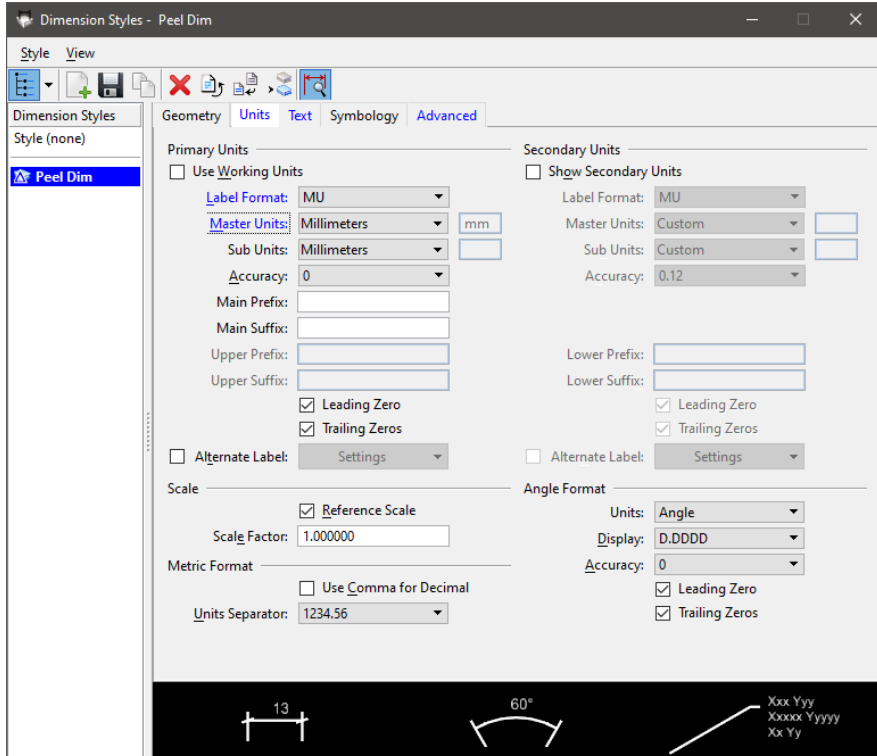 Dimension Styles - Peel Dim
Style View
Dimension Styles
Style (none)
Peel Dim
Geometry Units Text Symbology Advanced
Primary Units
Use Working Units
Label Format: MU
Master Units: Millimeters mm
Sub Units: Millimeters
Accuracy: 0
Main Prefix:
Main Suffix:
Upper Prefix:
Upper Suffix:
Leading Zero
Trailing Zeros
Alternate Label: Settings
Secondary Units
Show Secondary Units
Label Format: MU
Master Units: Custom
Sub Units: Custom
Accuracy: 0.12
Lower Prefix:
Lower Suffix:
Leading Zero
Trailing Zeros
Alternate Label: Settings
Scale
Reference Scale
Scale Factor: 1.000000
Metric Format
Use Comma for Decimal
Units Separator: 1234.56
Angle Format
Units: Angle
Display: D.DDDD
Accuracy: 0
Leading Zero
Trailing Zeros
13
60°
Xxx Yyy
Xxxxx Yyyyy
Xx Yy